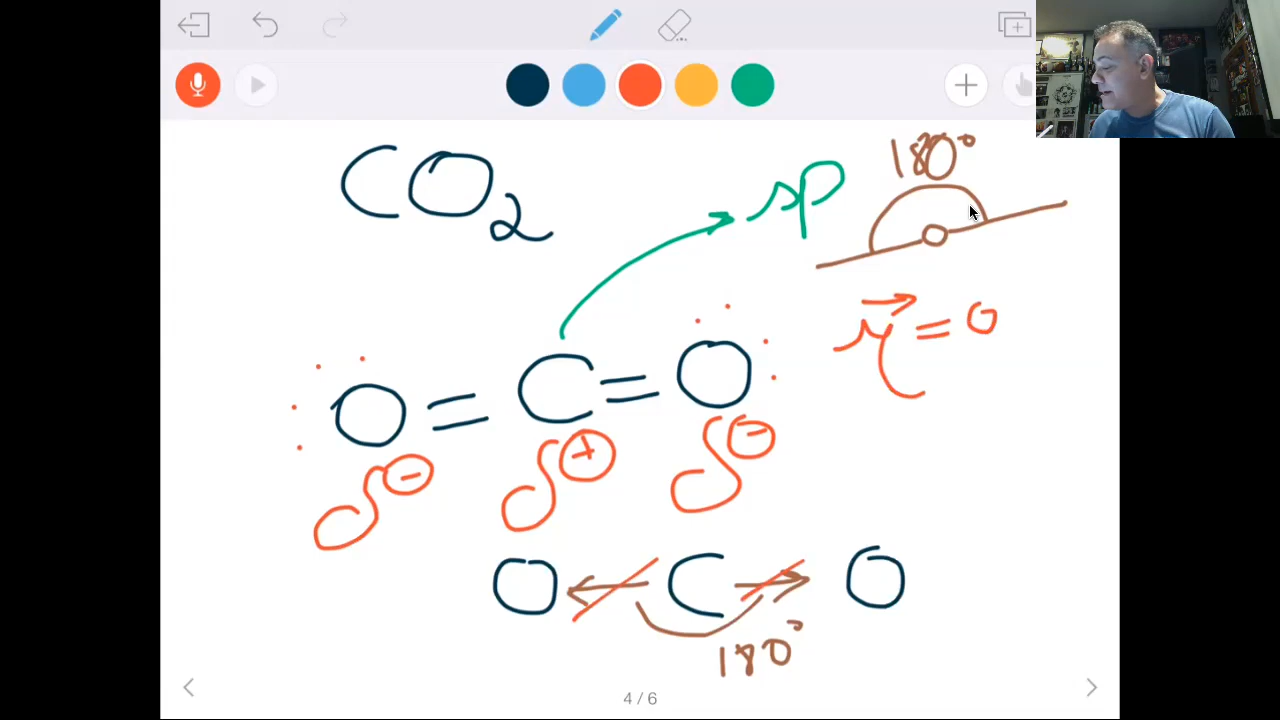 CO₂
sp
180°
μ⃗ = 0
O = C = O
δ⊖ δ⊕ δ⊖
O ← C → O
180°
4 / 6